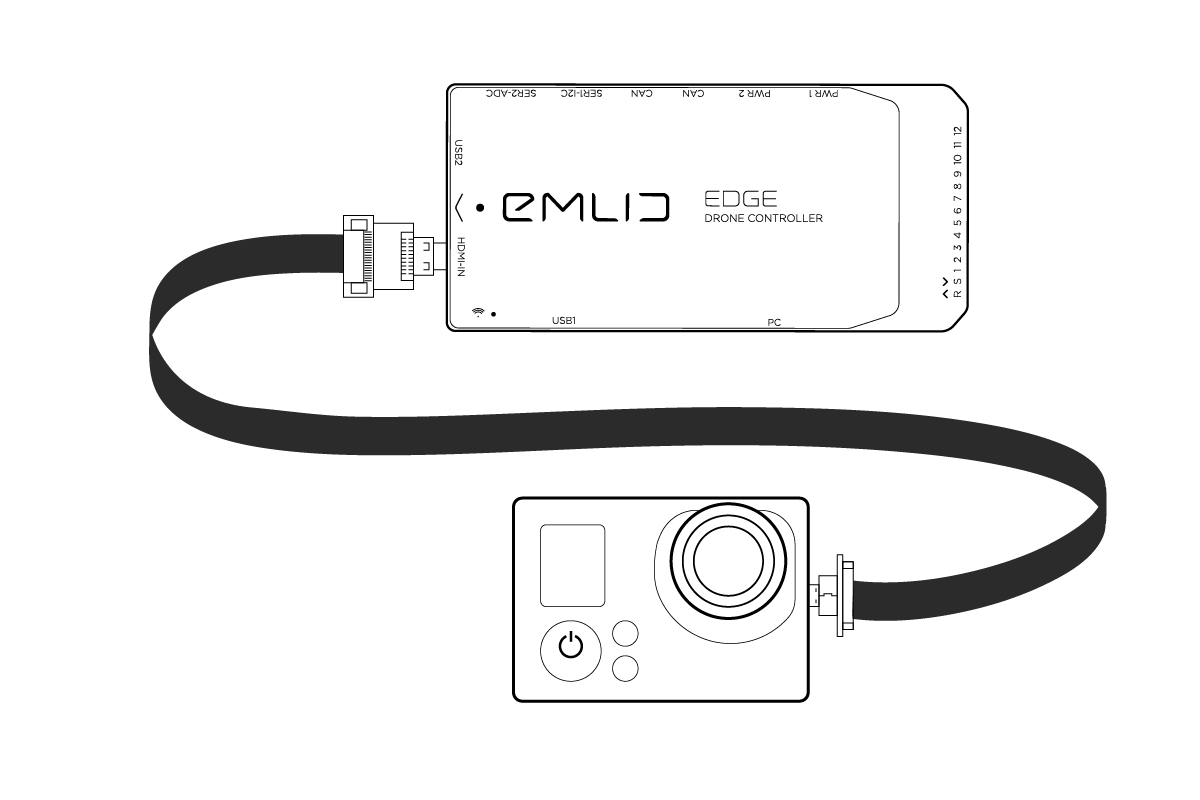 SER2-ADC SER1-I2C CAN CAN PWR 2 PWR 1
USB2
EMLID
EDGE
DRONE CONTROLLER
HDMI-IN
R S 1 2 3 4 5 6 7 8 9 10 11 12
USB1
PC